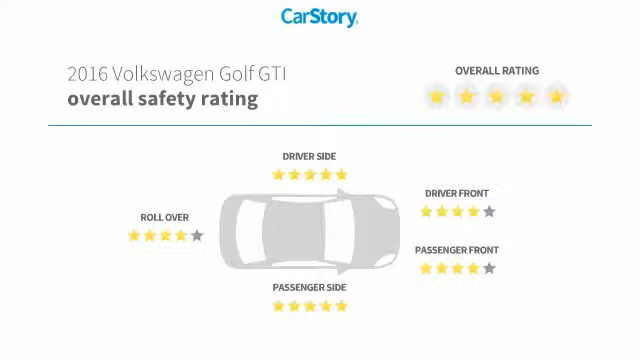 CarStory
2016 Volkswagen Golf GTI
overall safety rating
OVERALL RATING
DRIVER SIDE
DRIVER FRONT
ROLL OVER
PASSENGER FRONT
PASSENGER SIDE